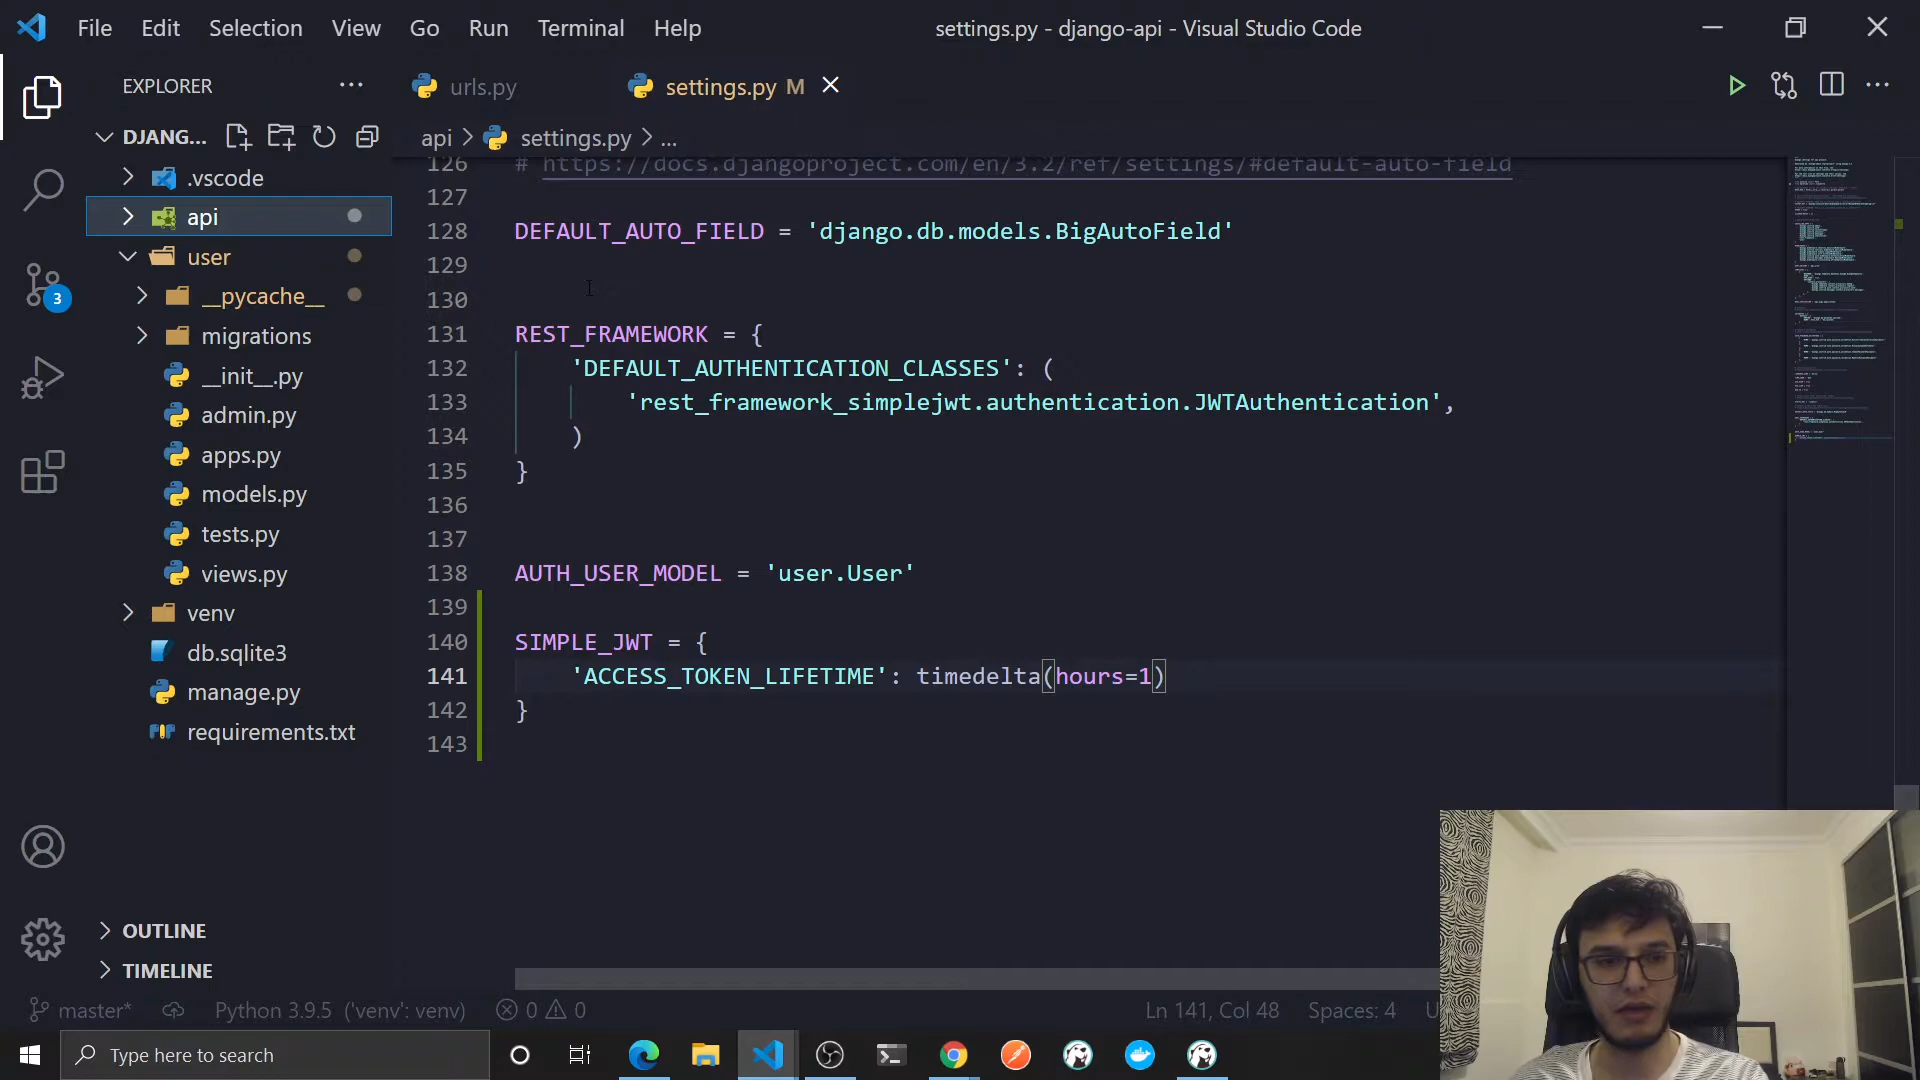 File Edit Selection View Go Run Terminal Help
settings.py - django-api - Visual Studio Code
EXPLORER
urls.py
settings.py M
DJANG...
api > settings.py > ...
.vscode
api
user
__pycache__
migrations
__init__.py
admin.py
apps.py
models.py
tests.py
views.py
venv
db.sqlite3
manage.py
requirements.txt
3
OUTLINE
TIMELINE
126 # https://docs.djangoproject.com/en/3.2/ref/settings/#default-auto-field
127
128 DEFAULT_AUTO_FIELD = 'django.db.models.BigAutoField'
129
130
131 REST_FRAMEWORK = {
132 'DEFAULT_AUTHENTICATION_CLASSES': (
133 'rest_framework_simplejwt.authentication.JWTAuthentication',
134 )
135 }
136
137
138 AUTH_USER_MODEL = 'user.User'
139
140 SIMPLE_JWT = {
141 'ACCESS_TOKEN_LIFETIME': timedelta(hours=1)
142 }
143
master* Python 3.9.5 ('venv': venv) 0 0 Ln 141, Col 48 Spaces: 4 U
Type here to search